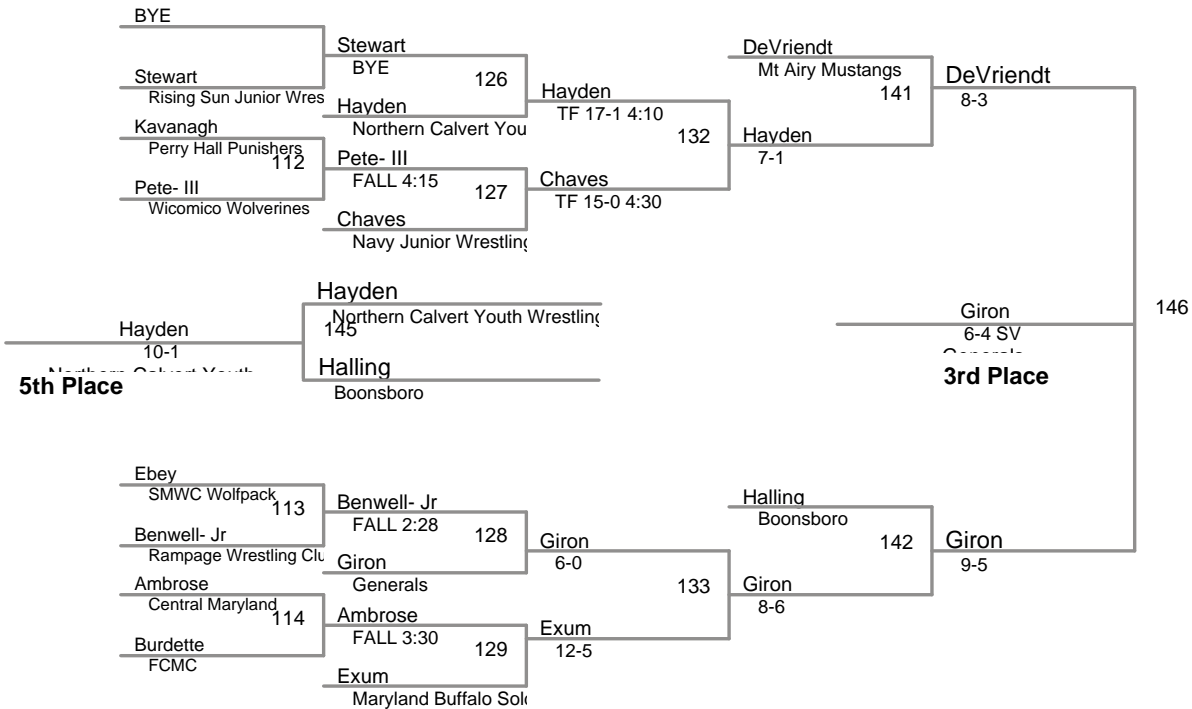 BYE
Stewart
Rising Sun Junior Wres
Kavanagh
Perry Hall Punishers
112
Pete- III
Wicomico Wolverines
Stewart
BYE
126
Hayden
Northern Calvert You
Pete- III
FALL 4:15
127
Chaves
Navy Junior Wrestling
Hayden
TF 17-1 4:10
132
Chaves
TF 15-0 4:30
DeVriendt
Mt Airy Mustangs
141
Hayden
7-1
DeVriendt
8-3
Hayden
Northern Calvert Youth Wrestling
145
Halling
Boonsboro
Hayden
10-1
Northern Calvert Youth
5th Place
Giron
6-4 SV
Generals
3rd Place
146
Ebey
SMWC Wolfpack
113
Benwell- Jr
Rampage Wrestling Clu
Ambrose
Central Maryland
114
Burdette
FCMC
Benwell- Jr
FALL 2:28
128
Giron
Generals
Ambrose
FALL 3:30
129
Exum
Maryland Buffalo Sol
Giron
6-0
133
Exum
12-5
Halling
Boonsboro
142
Giron
8-6
Giron
9-5